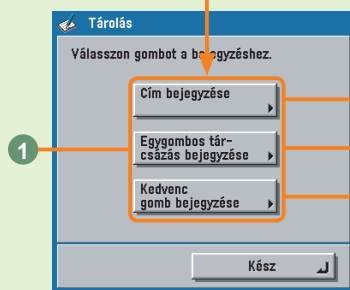 Tárolás
Válasszon gombot a bejegyzéshez.
Cím bejegyzése
1
Egygombos tár-
csázás bejegyzése
Kedvenc
gomb bejegyzése
Kész